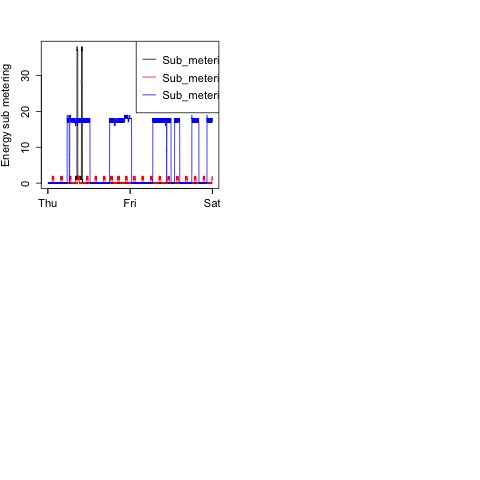 Energy sub metering
30
20
10
0
Sub_meteri
Sub_meteri
Sub_meteri
Thu Fri Sat